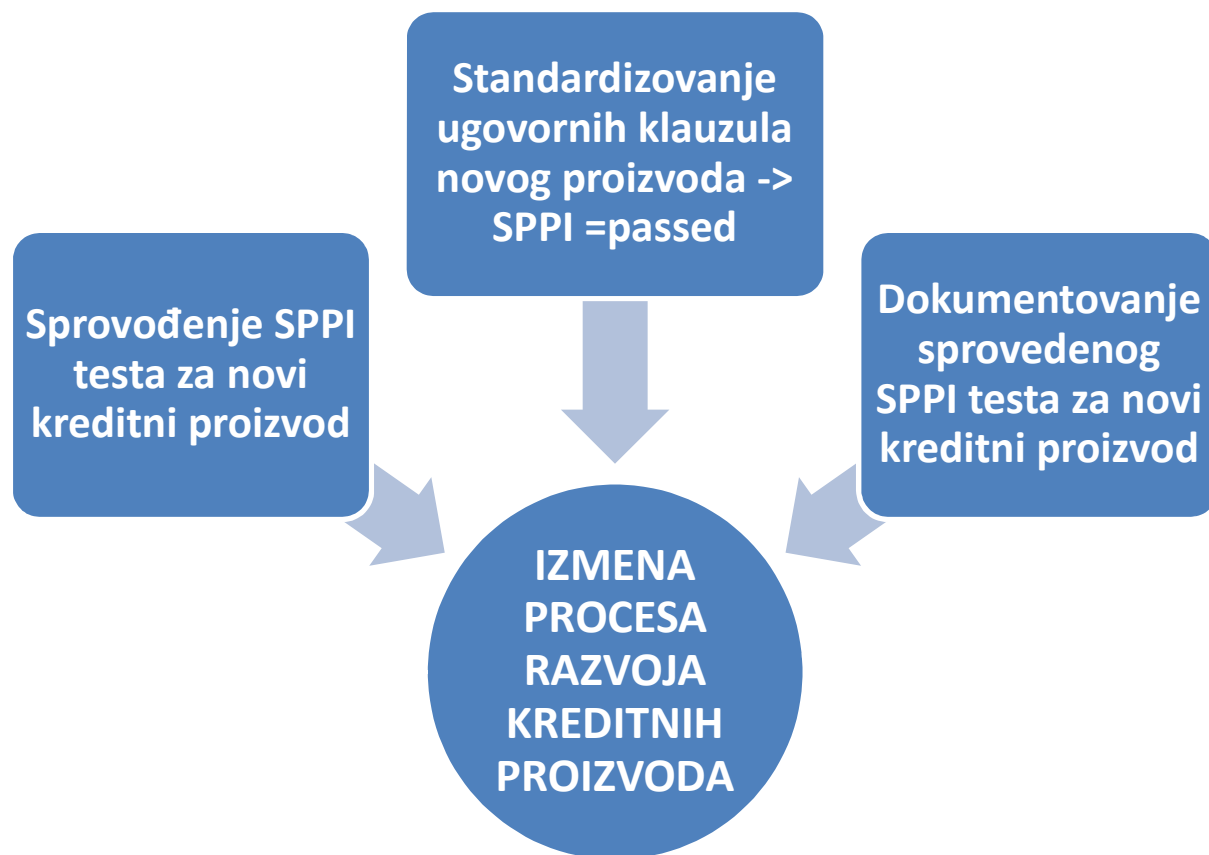 Standardizovanje
ugovornih klauzula
novog proizvoda ->
SPPI =passed
Sprovođenje SPPI
testa za novi
kreditni proizvod
Dokumentovanje
sprovedenog
SPPI testa za novi
kreditni proizvod
IZMENA
PROCESA
RAZVOJA
KREDITNIH
PROIZVODA